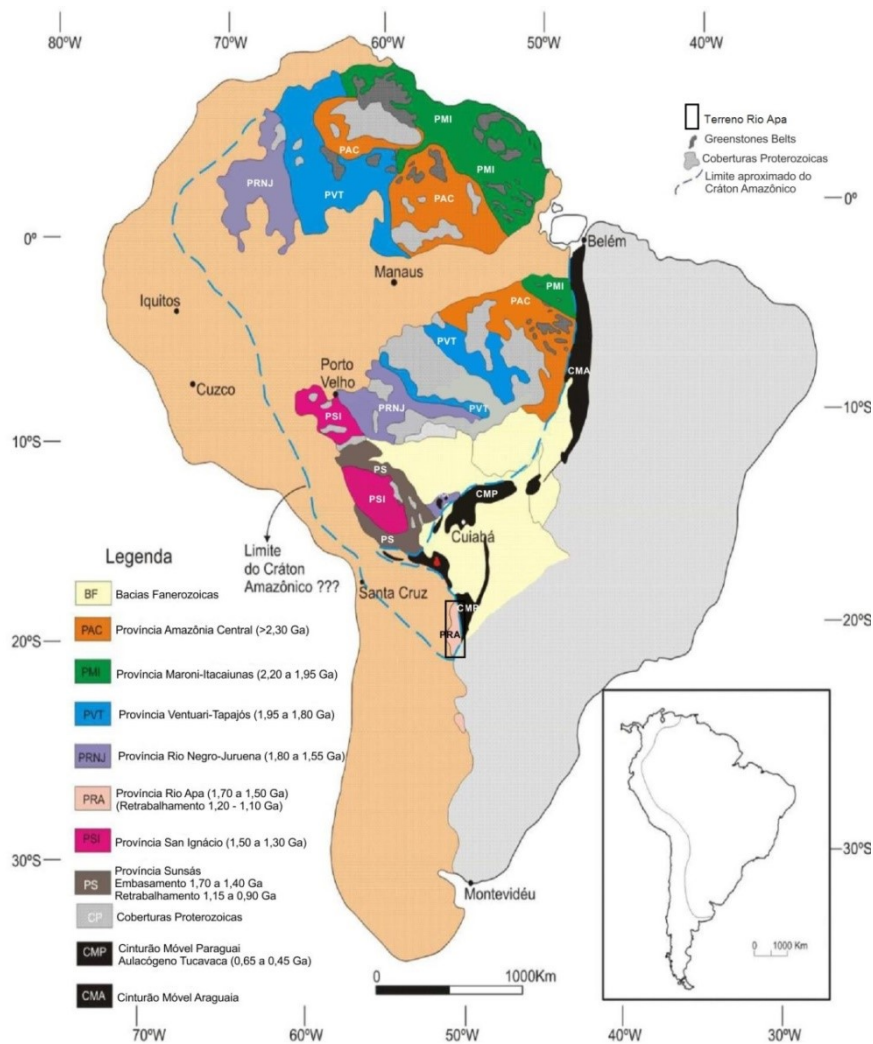 80ºW
70ºW
60ºW
50ºW
40ºW
PMI
PAC
PMI
PRNJ
PVT
PAC
Terreno Rio Apa
Greenstones Belts
Coberturas Proterozoicas
Limite aproximado do
Cráton Amazônico
0º
0º
Belém
Manaus
Iquitos
PAC
PMI
PVT
CMA
Porto
Velho
Cuzco
PSI
PRNJ
PVT
10ºS
10ºS
PS
PSI
CMP
Cuiabá
PS
Limite
do Cráton
Amazônico ???
Santa Cruz
CMP
PRA
20ºS
20ºS
Legenda
BF Bacias Fanerozoicas
PAC Província Amazônia Central (>2,30 Ga)
PMI Província Maroni-Itacaiunas (2,20 a 1,95 Ga)
PVT Província Ventuari-Tapajós (1,95 a 1,80 Ga)
PRNJ Província Rio Negro-Juruena (1,80 a 1,55 Ga)
PRA Província Rio Apa (1,70 a 1,50 Ga)
(Retrabalhamento 1,20 - 1,10 Ga)
PSI Província San Ignácio (1,50 a 1,30 Ga)
PS Província Sunsás
Embasamento 1,70 a 1,40 Ga
Retrabalhamento 1,15 a 0,90 Ga
CP Coberturas Proterozoicas
CMP Cinturão Móvel Paraguai
Aulacógeno Tucavaca (0,65 a 0,45 Ga)
CMA Cinturão Móvel Araguaia
30ºS
30ºS
Montevidéu
0 1000Km
0 1000 Km
70ºW
60ºW
50ºW
40ºW
30ºW